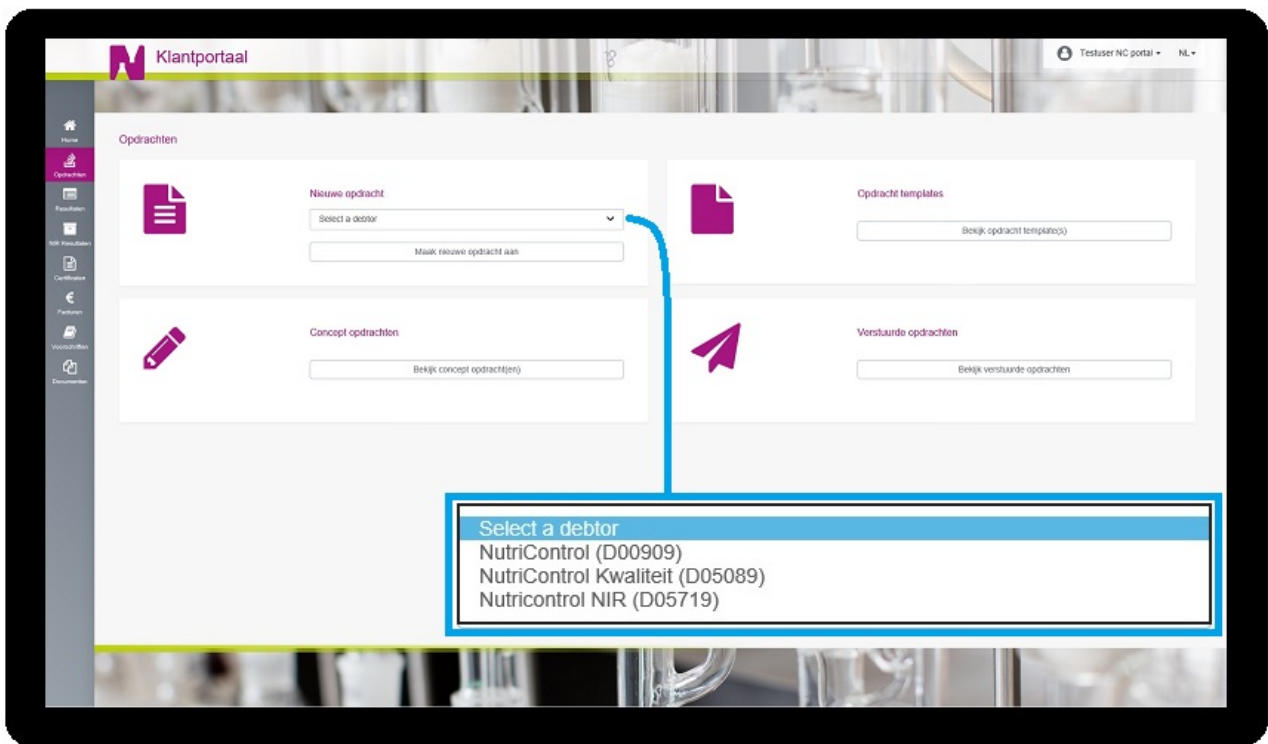 Klantportaal
Testuser NC portal
NL
Home
Opdrachten
Opdrachten
Resultaten
NIR Resultaten
Certificaten
Facturen
Voorschriften
Documenten
Nieuwe opdracht
Select a debtor
Maak nieuwe opdracht aan
Opdracht templates
Bekijk opdracht template(s)
Concept opdrachten
Bekijk concept opdracht(en)
Verstuurde opdrachten
Bekijk verstuurde opdrachten
Select a debtor
NutriControl (D00909)
NutriControl Kwaliteit (D05089)
Nutricontrol NIR (D05719)